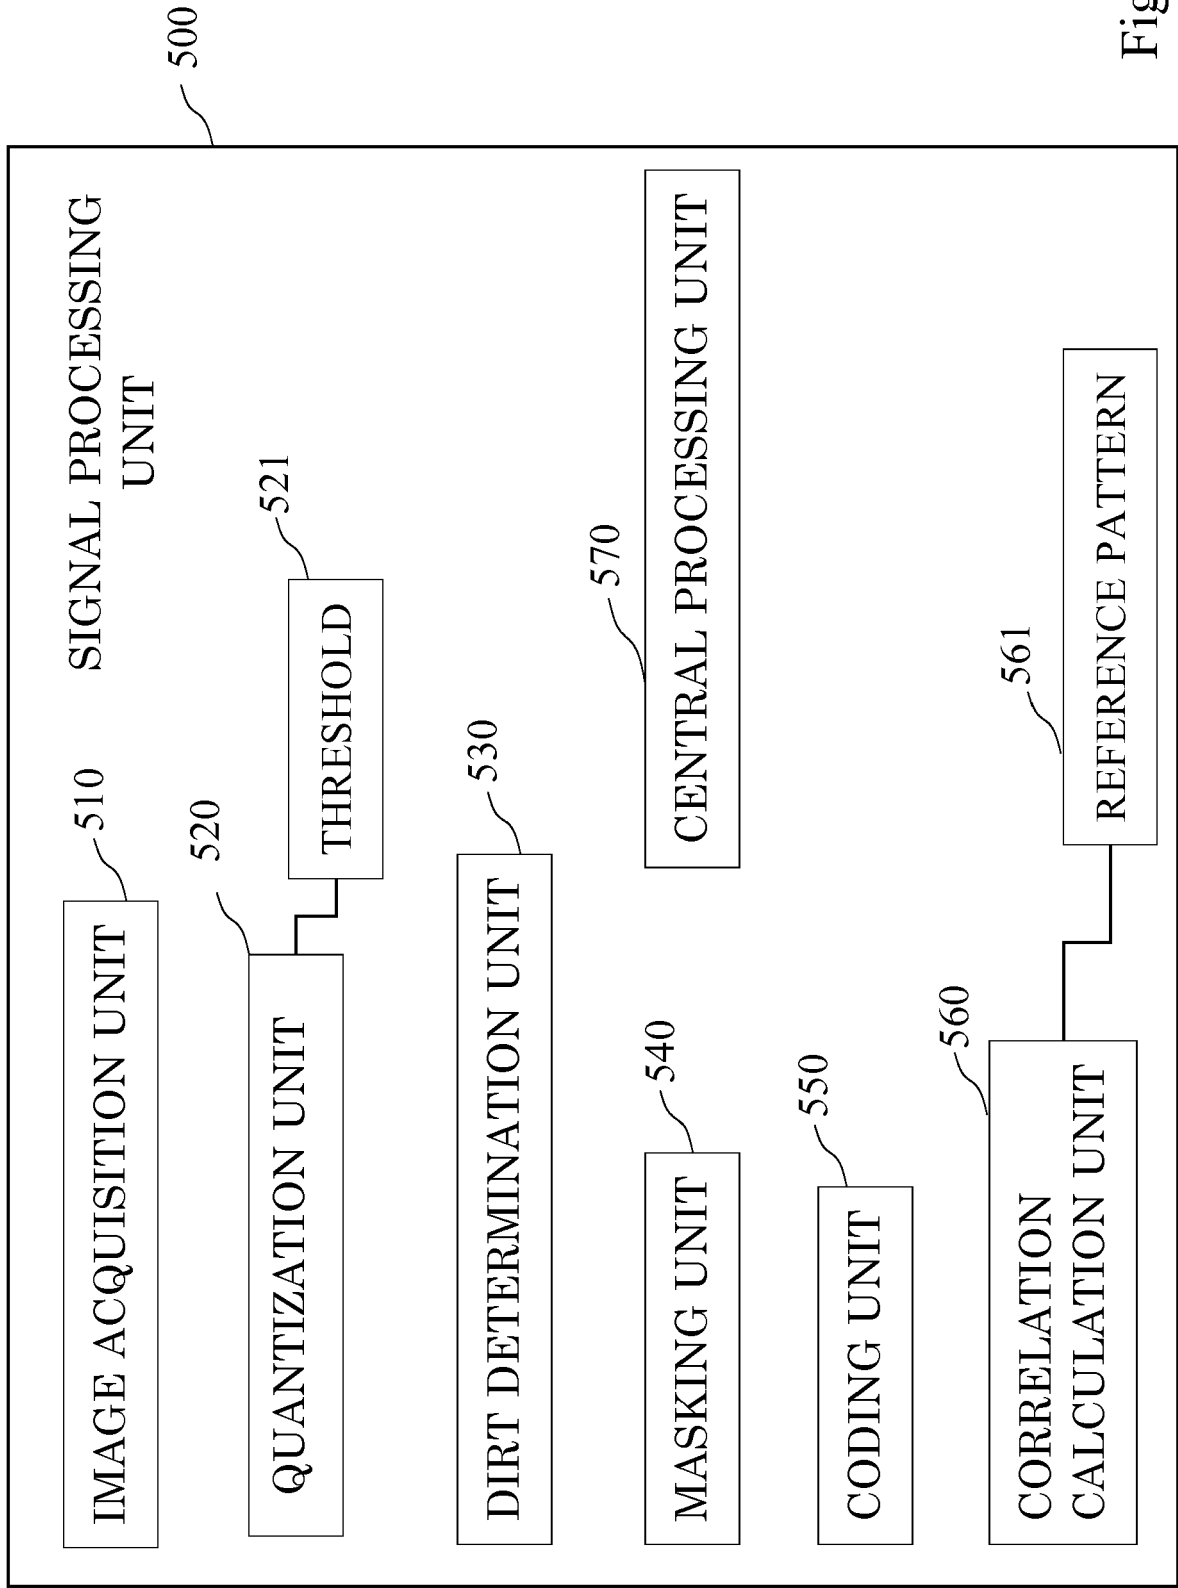 500
SIGNAL PROCESSING
UNIT
510
IMAGE ACQUISITION UNIT
520
QUANTIZATION UNIT
521
THRESHOLD
530
DIRT DETERMINATION UNIT
540
MASKING UNIT
570
CENTRAL PROCESSING UNIT
550
CODING UNIT
560
CORRELATION
CALCULATION UNIT
561
REFERENCE PATTERN